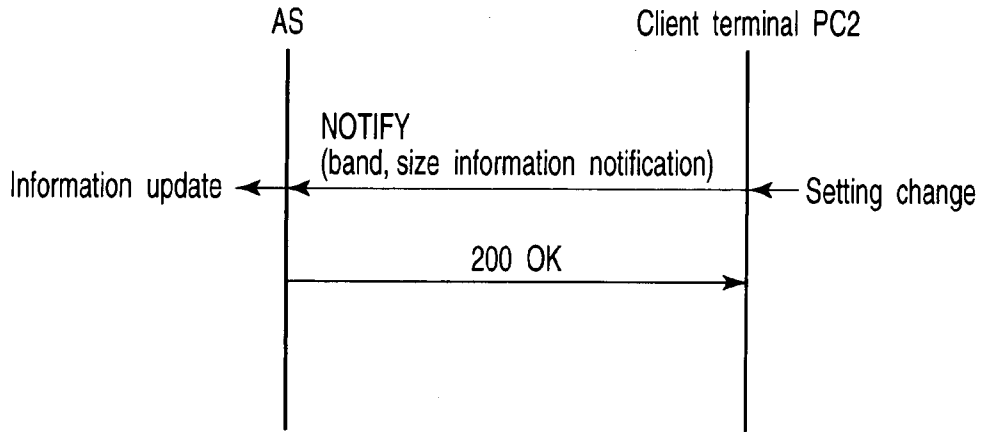 AS
Client terminal PC2
NOTIFY
(band, size information notification)
Information update
Setting change
200 OK